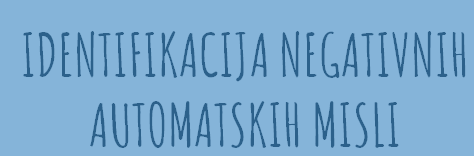 IDENTIFIKACIJA NEGATIVNIH
AUTOMATSKIH MISLI